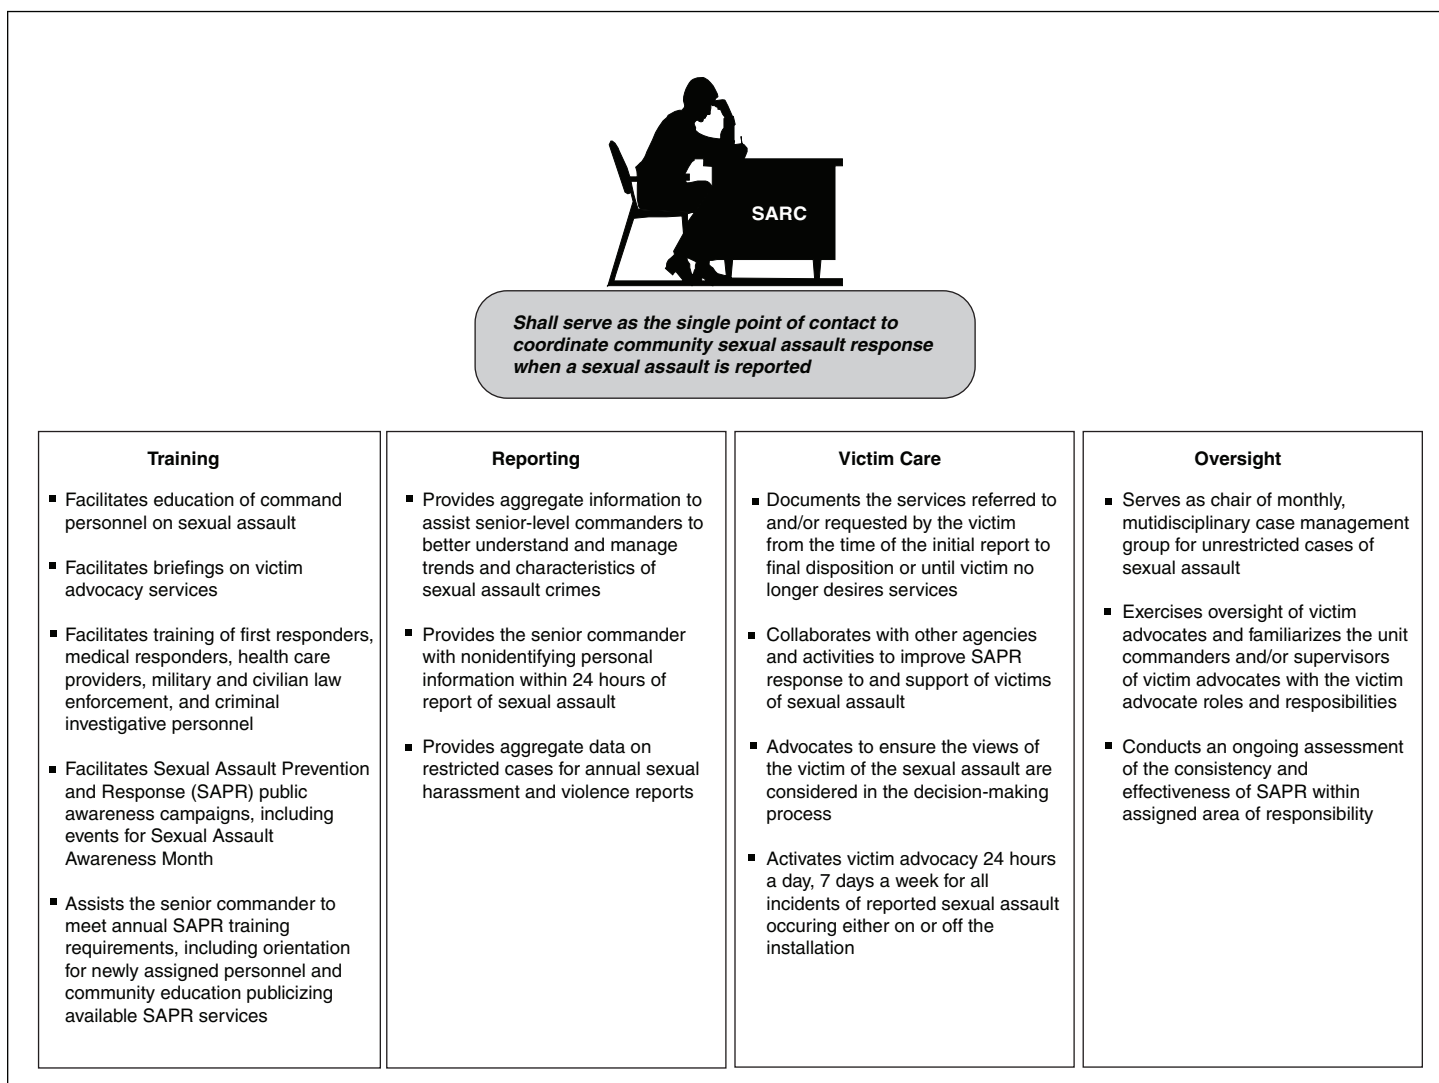 SARC
Shall serve as the single point of contact to
coordinate community sexual assault response
when a sexual assault is reported
Training
▪ Facilitates education of command
personnel on sexual assault
▪ Facilitates briefings on victim
advocacy services
▪ Facilitates training of first responders,
medical responders, health care
providers, military and civilian law
enforcement, and criminal
investigative personnel
▪ Facilitates Sexual Assault Prevention
and Response (SAPR) public
awareness campaigns, including
events for Sexual Assault
Awareness Month
▪ Assists the senior commander to
meet annual SAPR training
requirements, including orientation
for newly assigned personnel and
community education publicizing
available SAPR services
Reporting
▪ Provides aggregate information to
assist senior-level commanders to
better understand and manage
trends and characteristics of
sexual assault crimes
▪ Provides the senior commander
with nonidentifying personal
information within 24 hours of
report of sexual assault
▪ Provides aggregate data on
restricted cases for annual sexual
harassment and violence reports
Victim Care
▪ Documents the services referred to
and/or requested by the victim
from the time of the initial report to
final disposition or until victim no
longer desires services
▪ Collaborates with other agencies
and activities to improve SAPR
response to and support of victims
of sexual assault
▪ Advocates to ensure the views of
the victim of the sexual assault are
considered in the decision-making
process
▪ Activates victim advocacy 24 hours
a day, 7 days a week for all
incidents of reported sexual assault
occuring either on or off the
installation
Oversight
▪ Serves as chair of monthly,
mutidisciplinary case management
group for unrestricted cases of
sexual assault
▪ Exercises oversight of victim
advocates and familiarizes the unit
commanders and/or supervisors
of victim advocates with the victim
advocate roles and resposibilities
▪ Conducts an ongoing assessment
of the consistency and
effectiveness of SAPR within
assigned area of responsibility